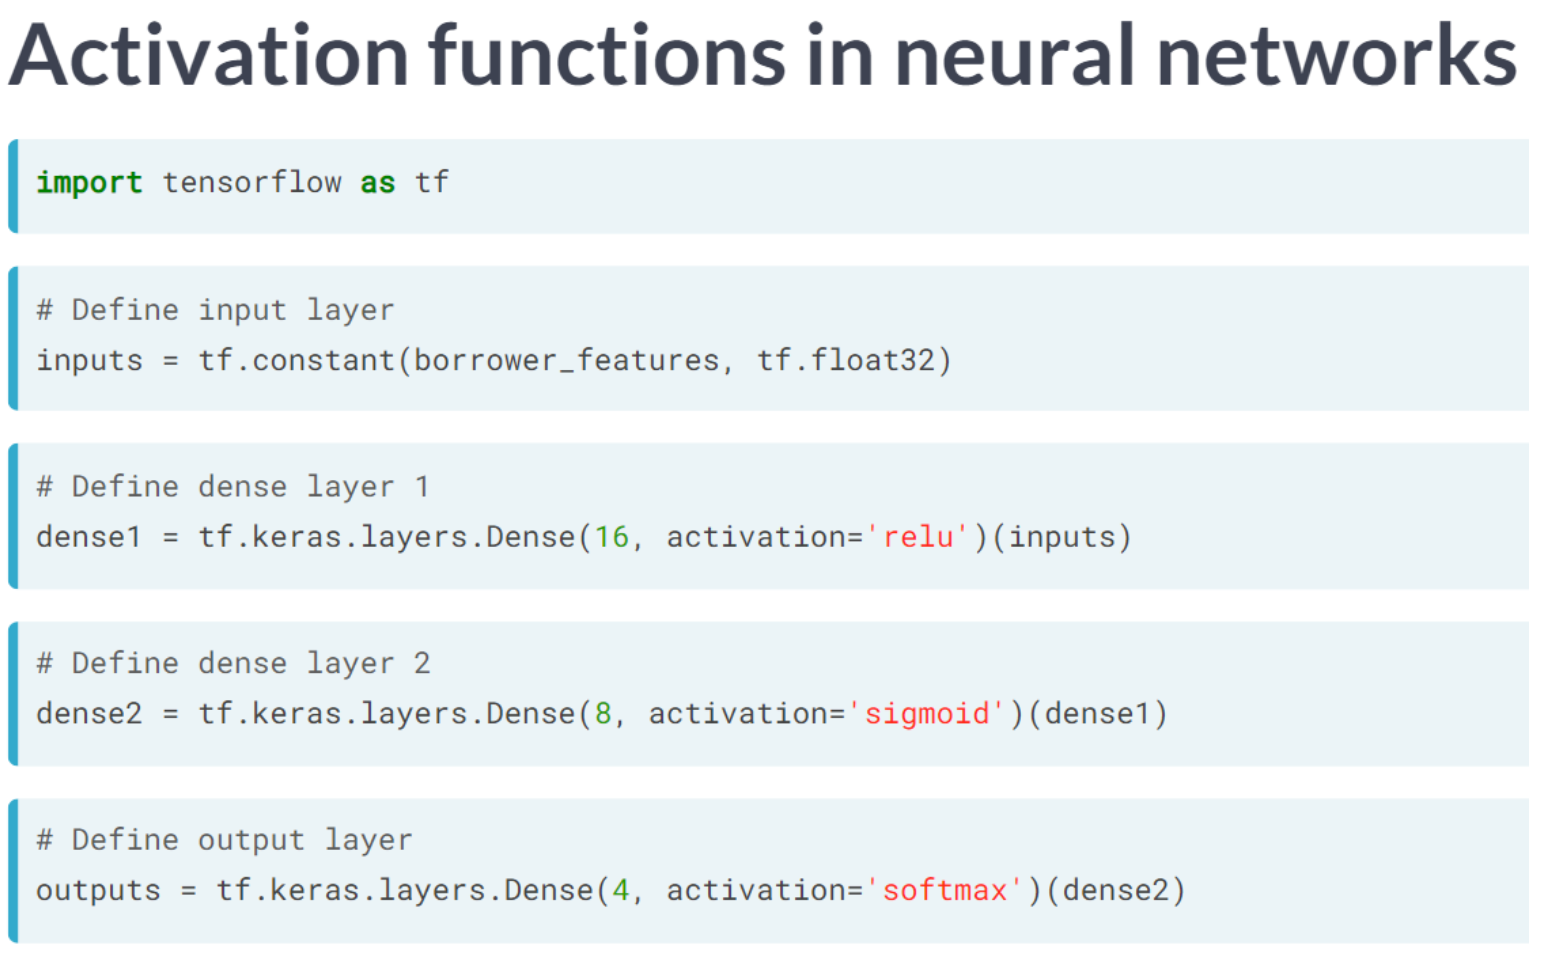 Activation functions in neural networks
import tensorflow as tf
# Define input layer
inputs = tf.constant(borrower_features, tf.float32)
# Define dense layer 1
dense1 = tf.keras.layers.Dense(16, activation='relu')(inputs)
# Define dense layer 2
dense2 = tf.keras.layers.Dense(8, activation='sigmoid')(dense1)
# Define output layer
outputs = tf.keras.layers.Dense(4, activation='softmax')(dense2)